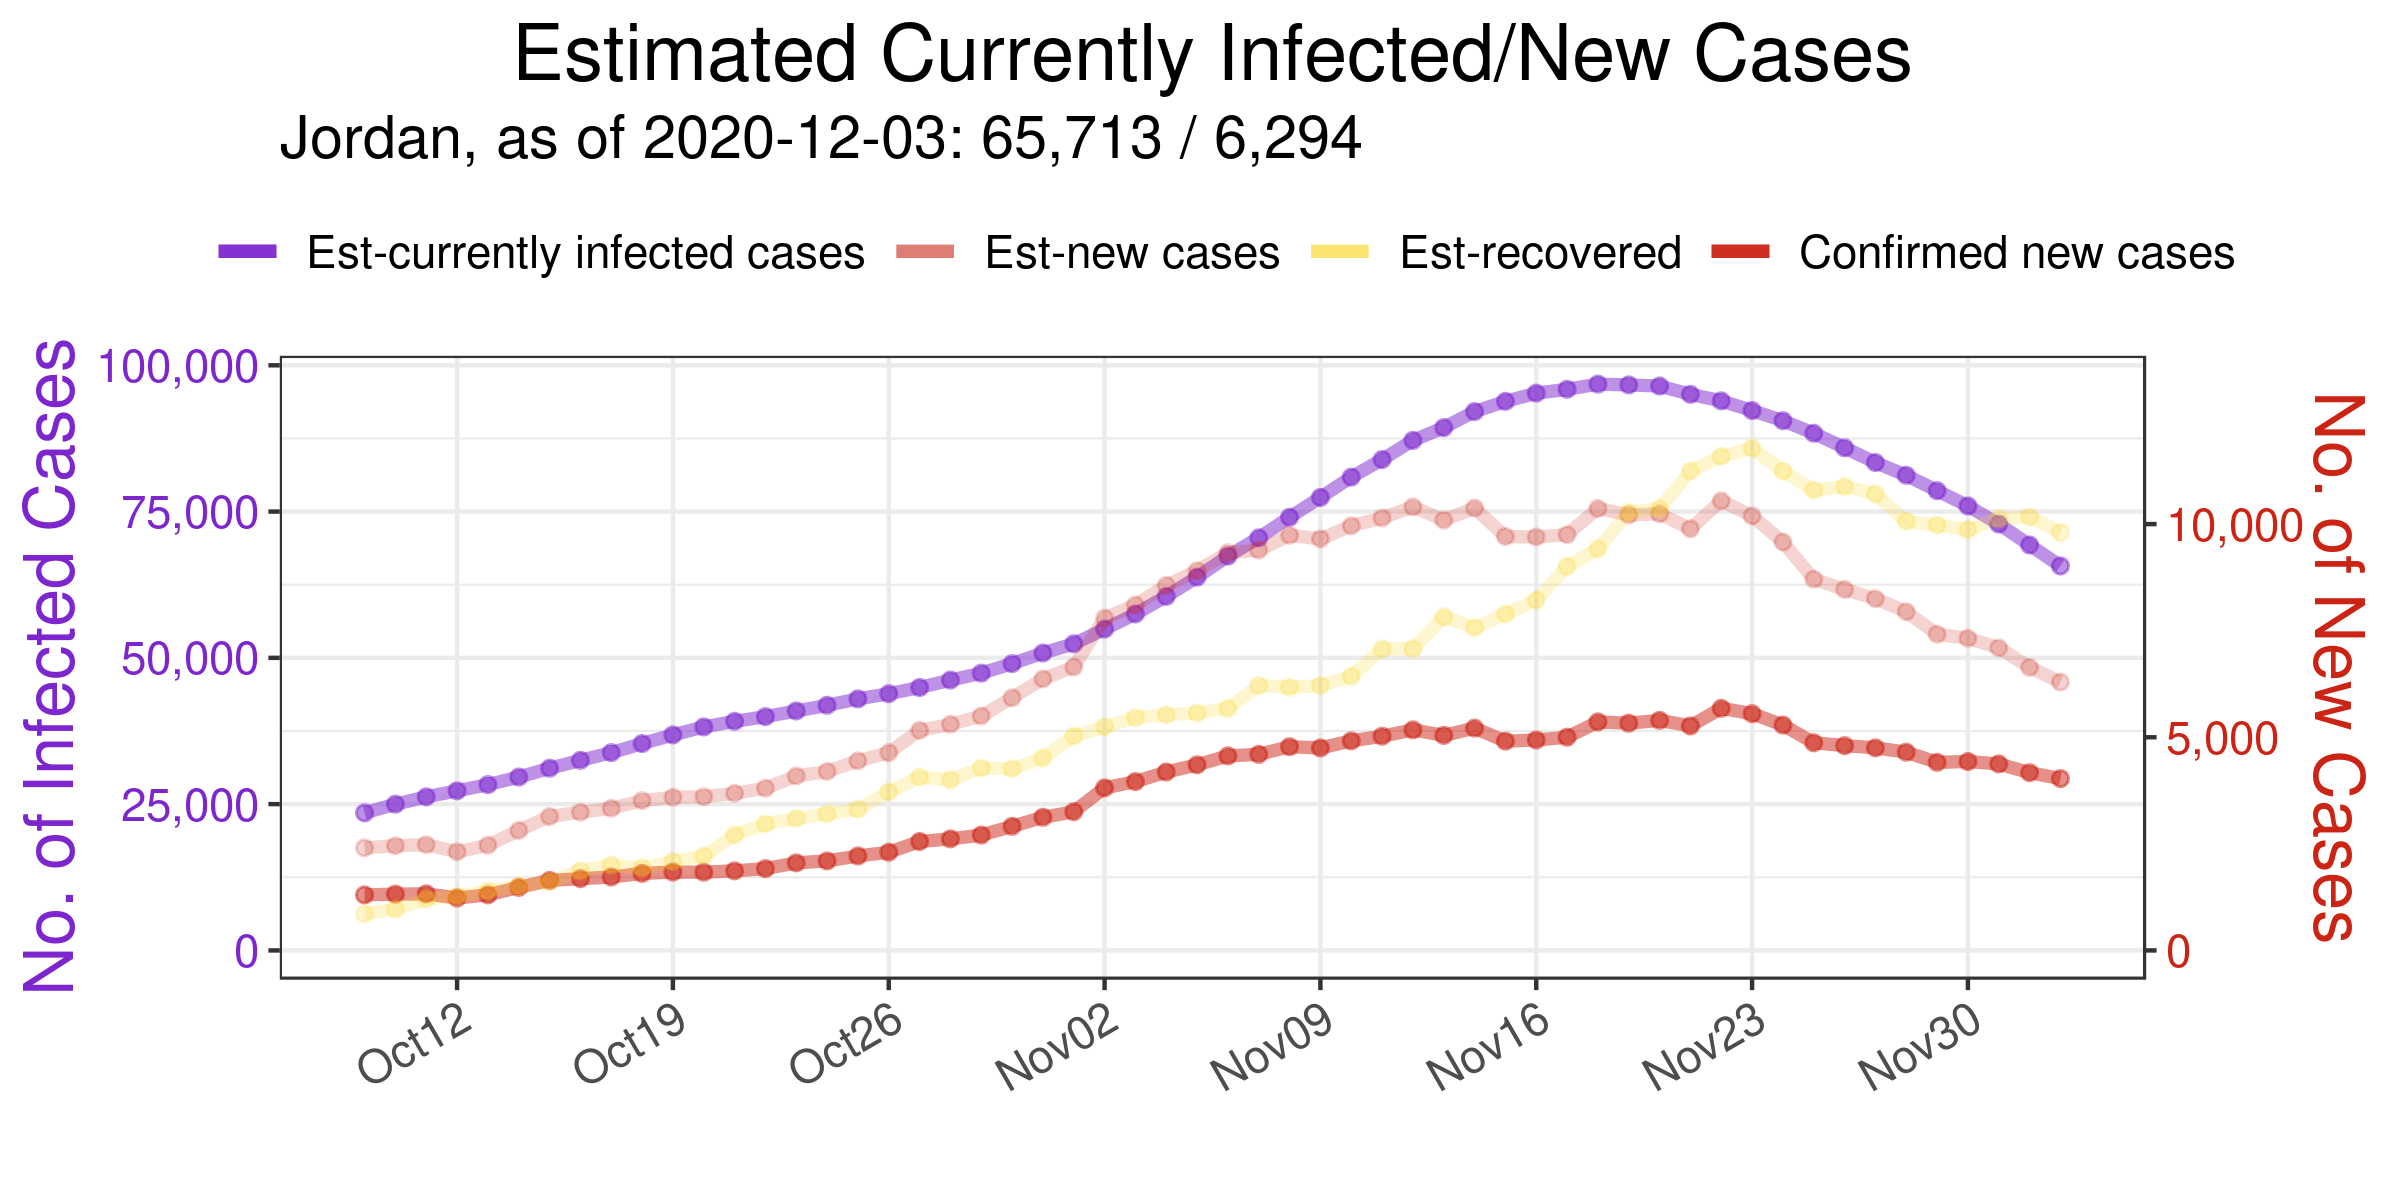 Estimated Currently Infected/New Cases
Jordan, as of 2020-12-03: 65,713 / 6,294
Est-currently infected cases Est-new cases Est-recovered Confirmed new cases
No. of Infected Cases
100,000
75,000
50,000
25,000
0
No. of New Cases
10,000
5,000
0
Oct12 Oct19 Oct26 Nov02 Nov09 Nov16 Nov23 Nov30